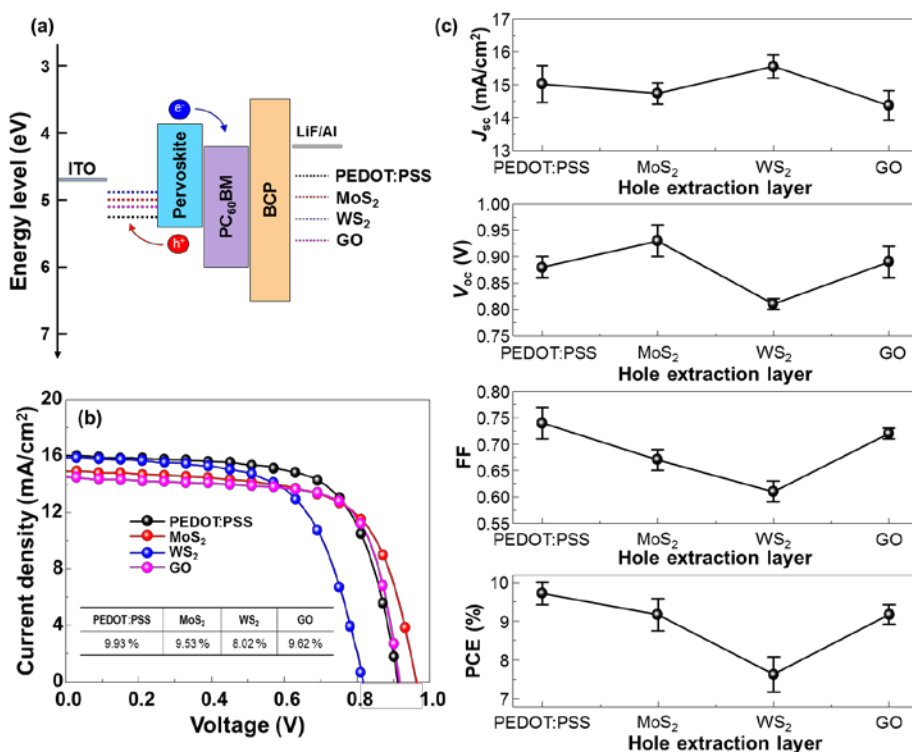 (a)
Energy level (eV)
3
4
5
6
7
ITO
e-
h+
Pervoskite
PC60BM
BCP
LiF/Al
PEDOT:PSS
MoS2
WS2
GO
(b)
Current density (mA/cm2)
20
16
12
8
4
0
PEDOT:PSS
MoS2
WS2
GO
PEDOT:PSS MoS2 WS2 GO
9.93 % 9.53 % 8.02 % 9.62 %
0.0 0.2 0.4 0.6 0.8 1.0
Voltage (V)
(c)
Jsc (mA/cm2)
17
16
15
14
13
PEDOT:PSS MoS2 WS2 GO
Hole extraction layer
Voc (V)
1.00
0.95
0.90
0.85
0.80
0.75
PEDOT:PSS MoS2 WS2 GO
Hole extraction layer
FF
0.80
0.75
0.70
0.65
0.60
0.55
PEDOT:PSS MoS2 WS2 GO
Hole extraction layer
PCE (%)
10
9
8
7
PEDOT:PSS MoS2 WS2 GO
Hole extraction layer